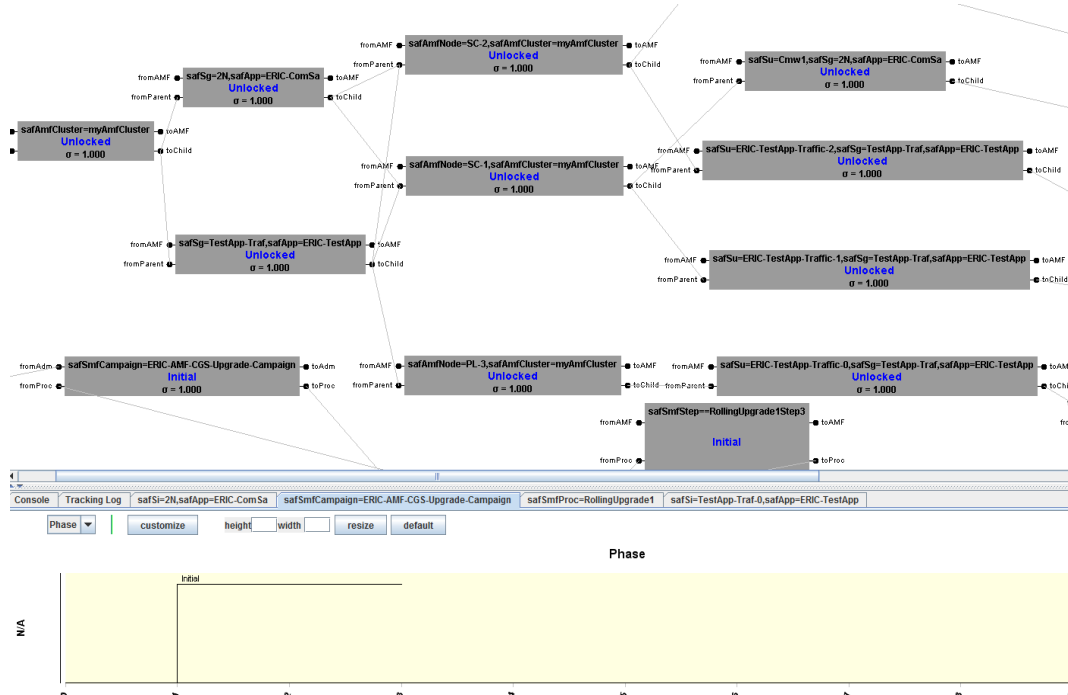 fromAMF
safAmfNode=SC-2,safAmfCluster=myAmfCluster
Unlocked
σ = 1.000
toAMF
fromParent
toChild
fromAMF
safSu=Cmw1,safSg=2N,safApp=ERIC-ComSa
Unlocked
σ = 1.000
toAMF
fromParent
toChild
fromAMF
safSg=2N,safApp=ERIC-ComSa
Unlocked
σ = 1.000
toAMF
fromParent
toChild
safAmfCluster=myAmfCluster
Unlocked
σ = 1.000
toAMF
toChild
fromAMF
safAmfNode=SC-1,safAmfCluster=myAmfCluster
Unlocked
σ = 1.000
toAMF
fromParent
toChild
fromAMF
safSu=ERIC-TestApp-Traffic-2,safSg=TestApp-Traf,safApp=ERIC-TestApp
Unlocked
σ = 1.000
toAMF
fromParent
toChild
fromAMF
safSg=TestApp-Traf,safApp=ERIC-TestApp
Unlocked
σ = 1.000
toAMF
fromParent
toChild
fromAMF
safSu=ERIC-TestApp-Traffic-1,safSg=TestApp-Traf,safApp=ERIC-TestApp
Unlocked
σ = 1.000
toAMF
fromParent
toChild
fromAdm
safSmfCampaign=ERIC-AMF-CGS-Upgrade-Campaign
Initial
σ = 1.000
toAdm
fromProc
toProc
fromAMF
safAmfNode=PL-3,safAmfCluster=myAmfCluster
Unlocked
σ = 1.000
toAMF
fromParent
toChild
fromAMF
safSu=ERIC-TestApp-Traffic-0,safSg=TestApp-Traf,safApp=ERIC-TestApp
Unlocked
σ = 1.000
toAMF
fromParent
fromAMF
safSmfStep==RollingUpgrade1Step3
Initial
toAMF
fromProc
toProc
Console Tracking Log safSi=2N,safApp=ERIC-ComSa safSmfCampaign=ERIC-AMF-CGS-Upgrade-Campaign safSmfProc=RollingUpgrade1 safSi=TestApp-Traf-0,safApp=ERIC-TestApp
Phase customize height width resize default
Phase
Initial
N/A